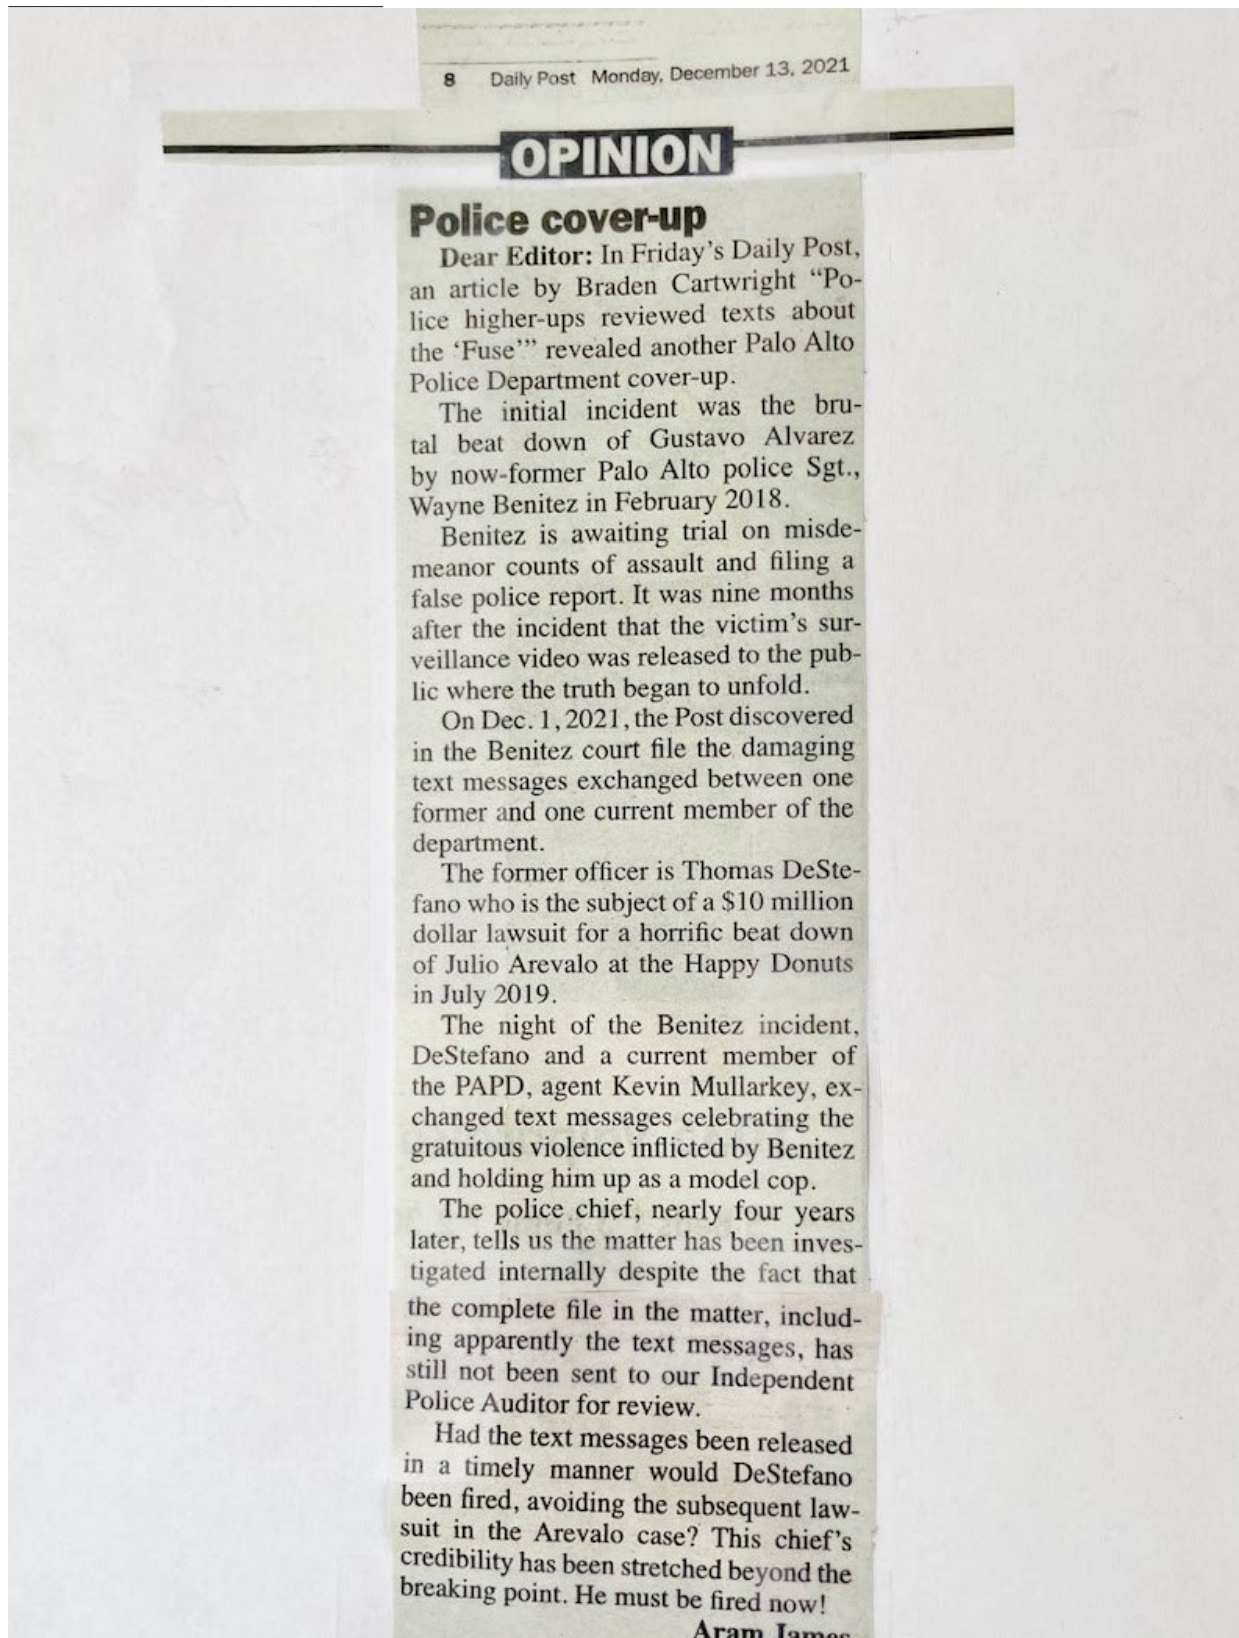 8 Daily Post Monday, December 13, 2021
OPINION
Police cover-up
Dear Editor: In Friday's Daily Post,
an article by Braden Cartwright “Po-
lice higher-ups reviewed texts about
the ‘Fuse’” revealed another Palo Alto
Police Department cover-up.
The initial incident was the bru-
tal beat down of Gustavo Alvarez
by now-former Palo Alto police Sgt.,
Wayne Benitez in February 2018.
Benitez is awaiting trial on misde-
meanor counts of assault and filing a
false police report. It was nine months
after the incident that the victim's sur-
veillance video was released to the pub-
lic where the truth began to unfold.
On Dec. 1, 2021, the Post discovered
in the Benitez court file the damaging
text messages exchanged between one
former and one current member of the
department.
The former officer is Thomas DeSte-
fano who is the subject of a $10 million
dollar lawsuit for a horrific beat down
of Julio Arevalo at the Happy Donuts
in July 2019.
The night of the Benitez incident,
DeStefano and a current member of
the PAPD, agent Kevin Mullarkey, ex-
changed text messages celebrating the
gratuitous violence inflicted by Benitez
and holding him up as a model cop.
The police chief, nearly four years
later, tells us the matter has been inves-
tigated internally despite the fact that
the complete file in the matter, includ-
ing apparently the text messages, has
still not been sent to our Independent
Police Auditor for review.
Had the text messages been released
in a timely manner would DeStefano
been fired, avoiding the subsequent law-
suit in the Arevalo case? This chief's
credibility has been stretched beyond the
breaking point. He must be fired now!
Aram James